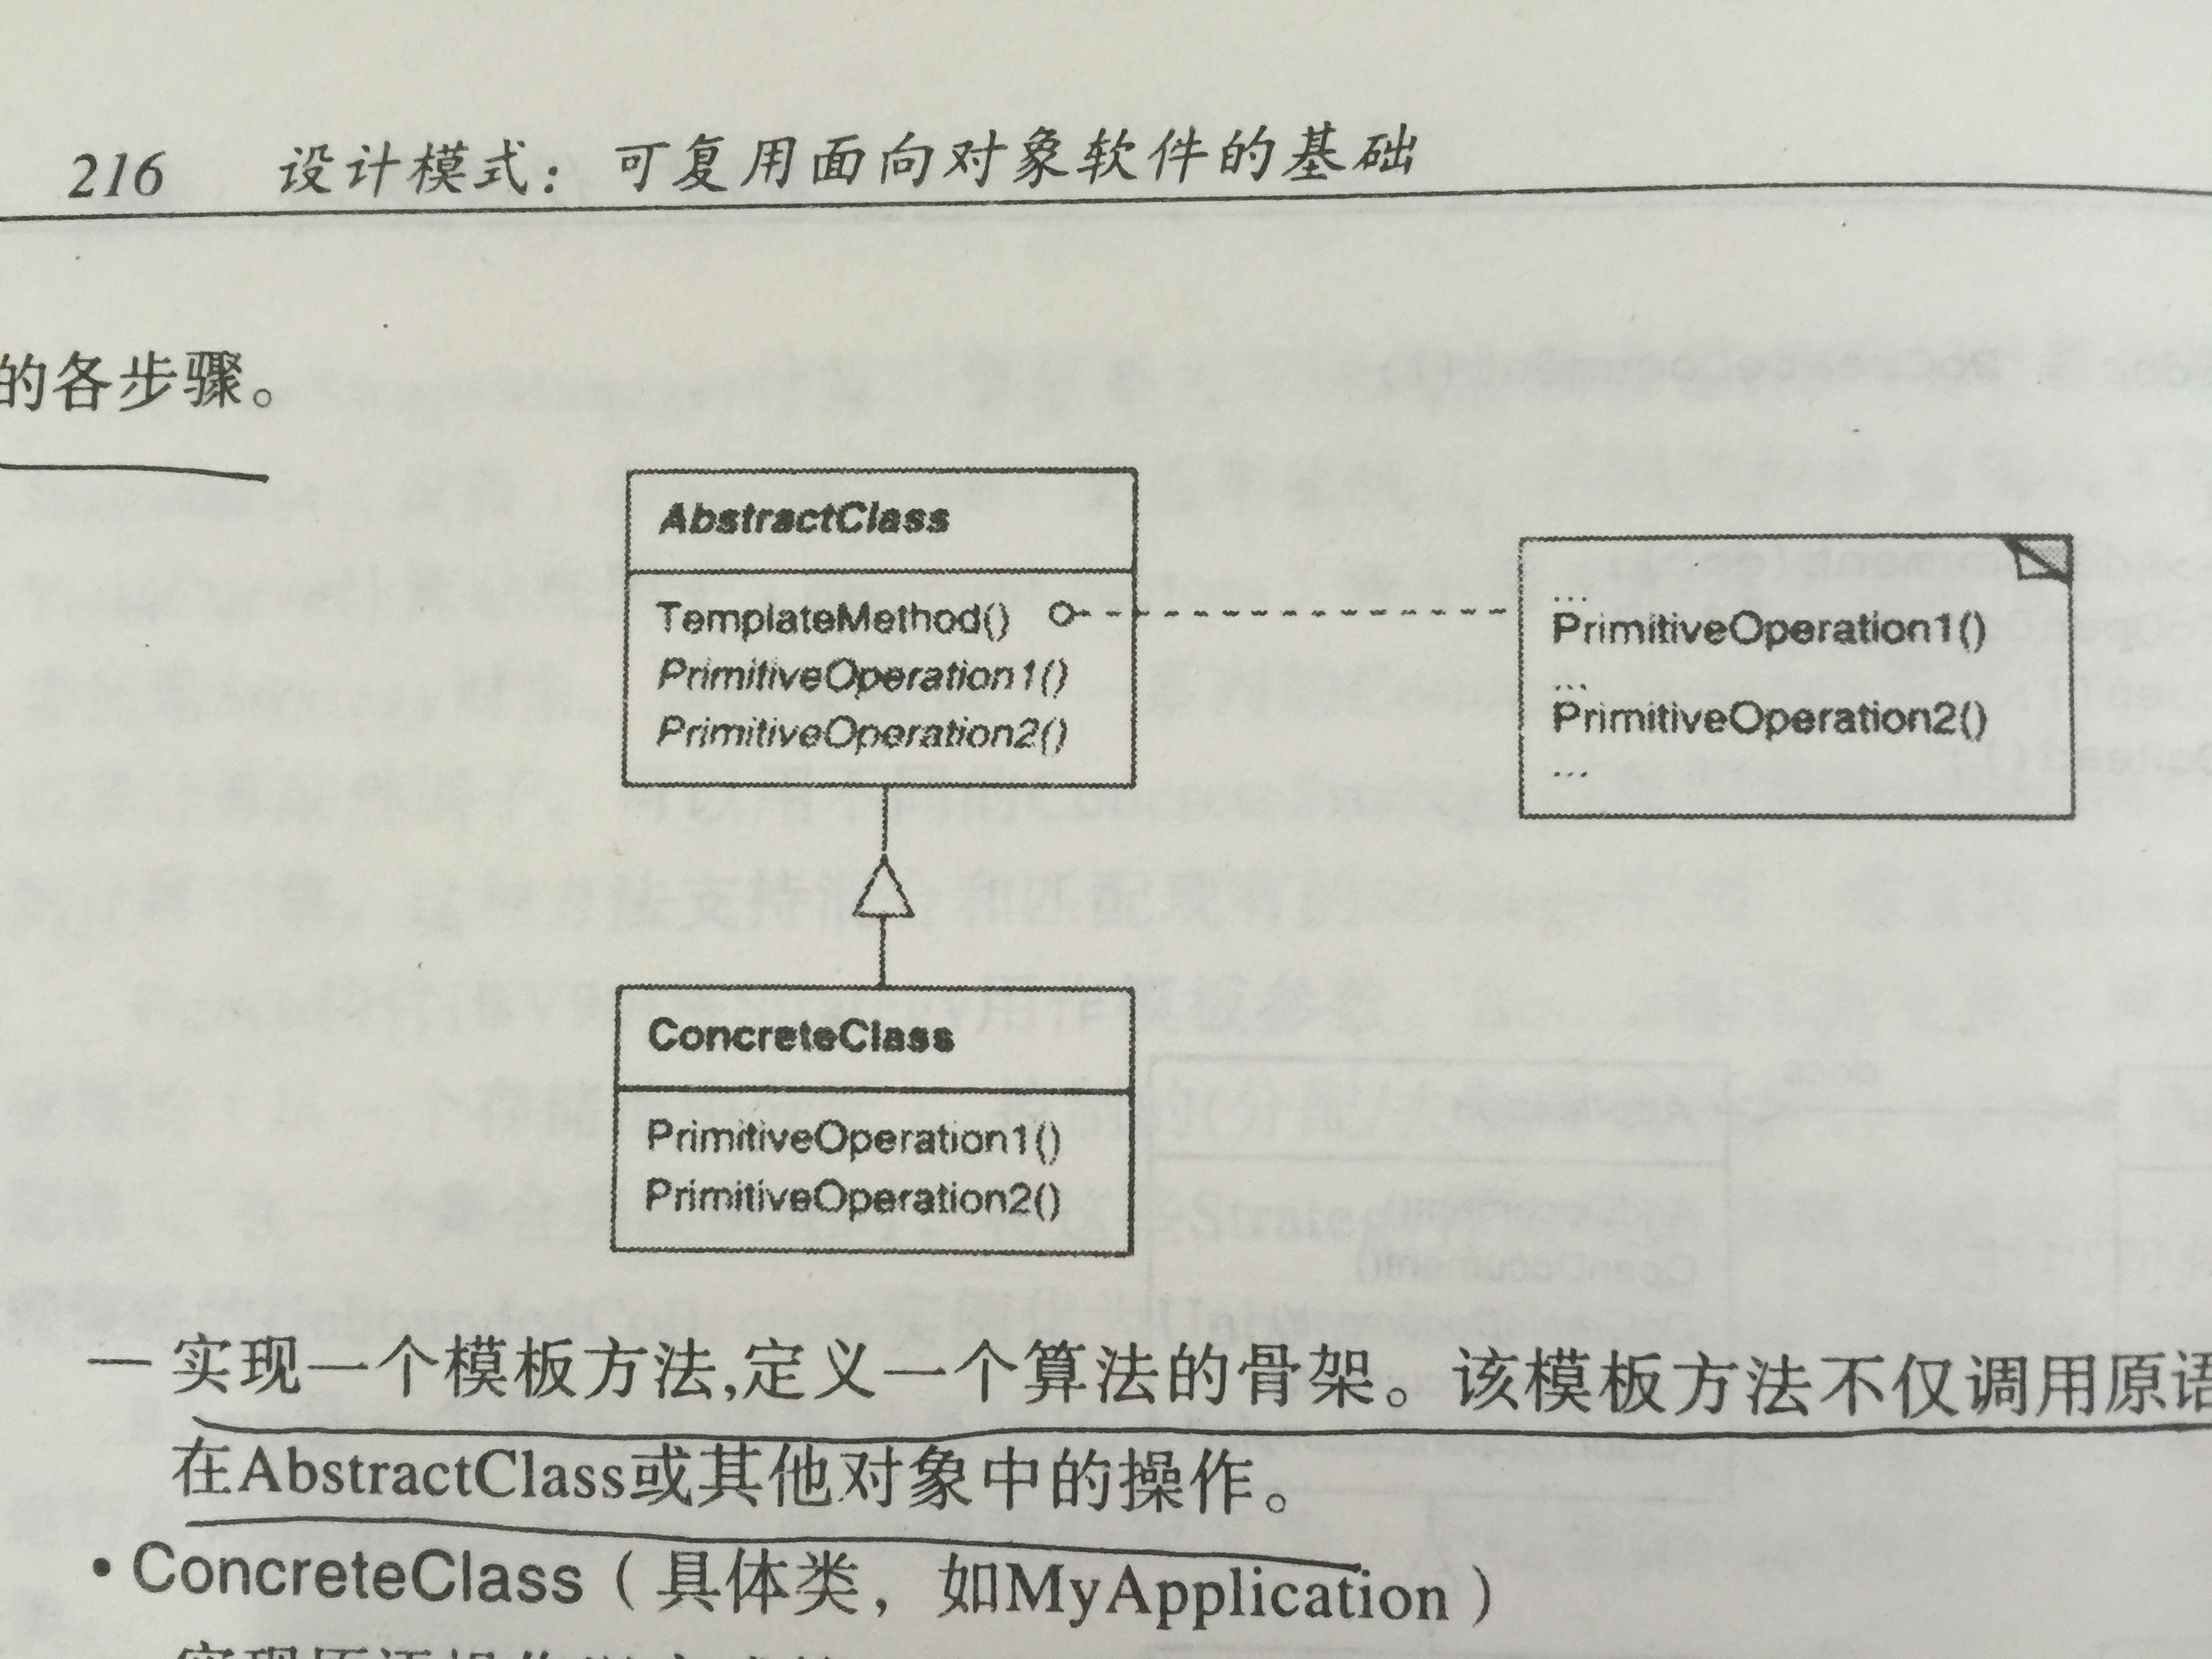 216 设计模式：可复用面向对象软件的基础
的各步骤。
AbstractClass
TemplateMethod()
PrimitiveOperation1()
PrimitiveOperation2()
...
PrimitiveOperation1()
...
PrimitiveOperation2()
...
ConcreteClass
PrimitiveOperation1()
PrimitiveOperation2()
— 实现一个模板方法,定义一个算法的骨架。该模板方法不仅调用原语
在AbstractClass或其他对象中的操作。
• ConcreteClass（具体类，如MyApplication）